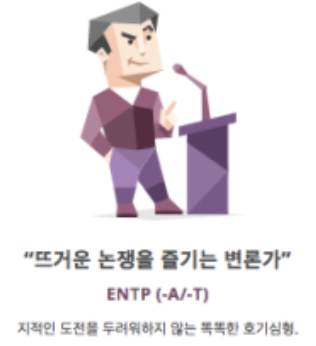 “뜨거운 논쟁을 즐기는 변론가”
ENTP (-A/-T)
지적인 도전을 두려워하지 않는 똑똑한 호기심형.